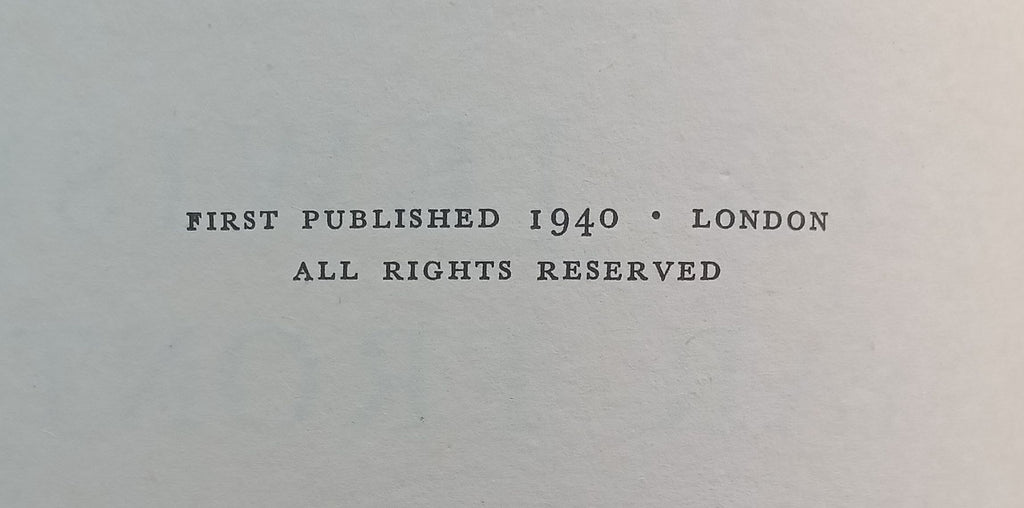 FIRST PUBLISHED 1940 • LONDON
ALL RIGHTS RESERVED